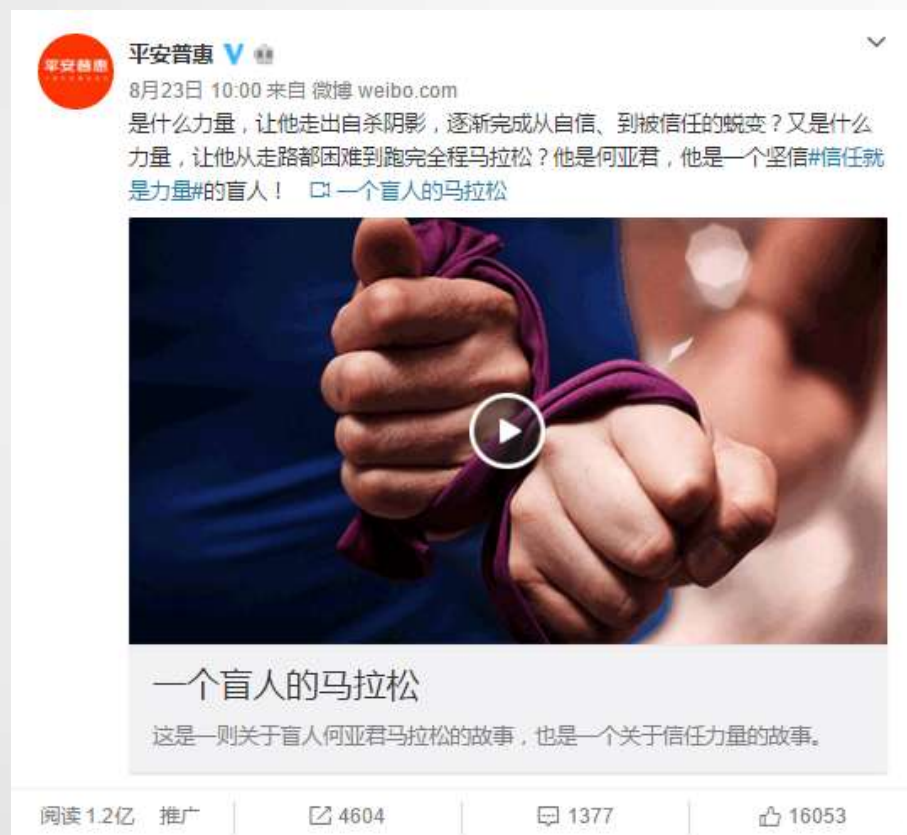 平安普惠
平安普惠
8月23日 10:00 来自 微博 weibo.com
是什么力量,让他走出自杀阴影,逐渐完成从自信、到被信任的蜕变?又是什么
力量,让他从走路都困难到跑完全程马拉松?他是何亚君,他是一个坚信#信任就
是力量#的盲人! 一个盲人的马拉松
一个盲人的马拉松
这是一则关于盲人何亚君马拉松的故事,也是一个关于信任力量的故事。
阅读 1.2亿 推广 4604 1377 16053